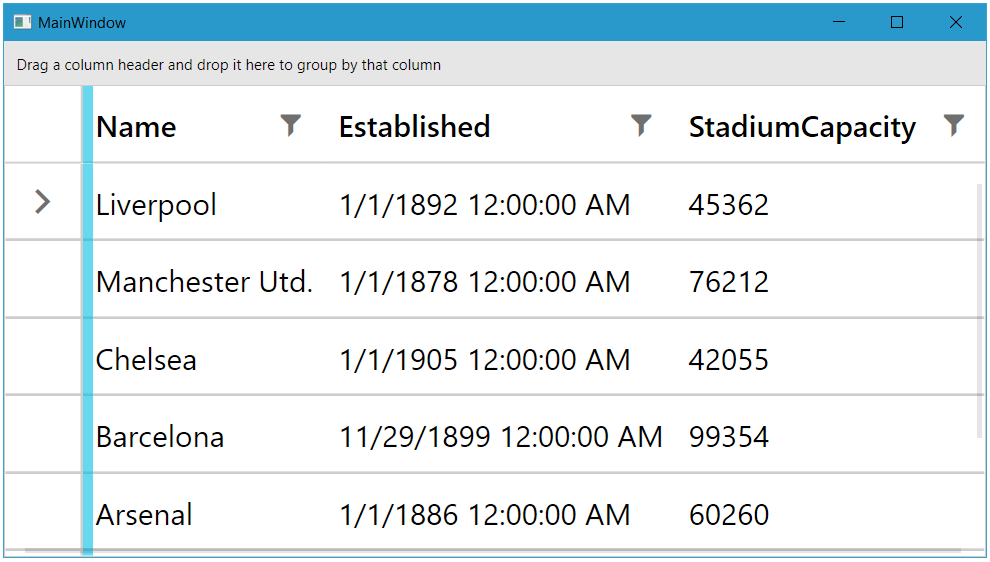 MainWindow
Drag a column header and drop it here to group by that column
Name Established StadiumCapacity
Liverpool 1/1/1892 12:00:00 AM 45362
Manchester Utd. 1/1/1878 12:00:00 AM 76212
Chelsea 1/1/1905 12:00:00 AM 42055
Barcelona 11/29/1899 12:00:00 AM 99354
Arsenal 1/1/1886 12:00:00 AM 60260